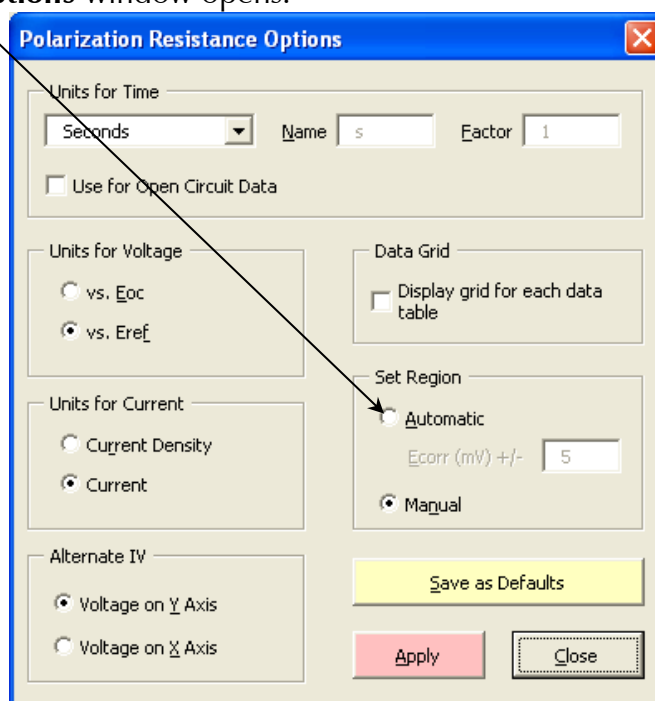 ptions window opens.
Polarization Resistance Options
Units for Time
Seconds Name s Factor 1
Use for Open Circuit Data
Units for Voltage
vs. Eoc
vs. Eref
Data Grid
Display grid for each data
table
Units for Current
Current Density
Current
Set Region
Automatic
Ecorr (mV) +/- 5
Manual
Alternate IV
Voltage on Y Axis
Voltage on X Axis
Save as Defaults
Apply Close